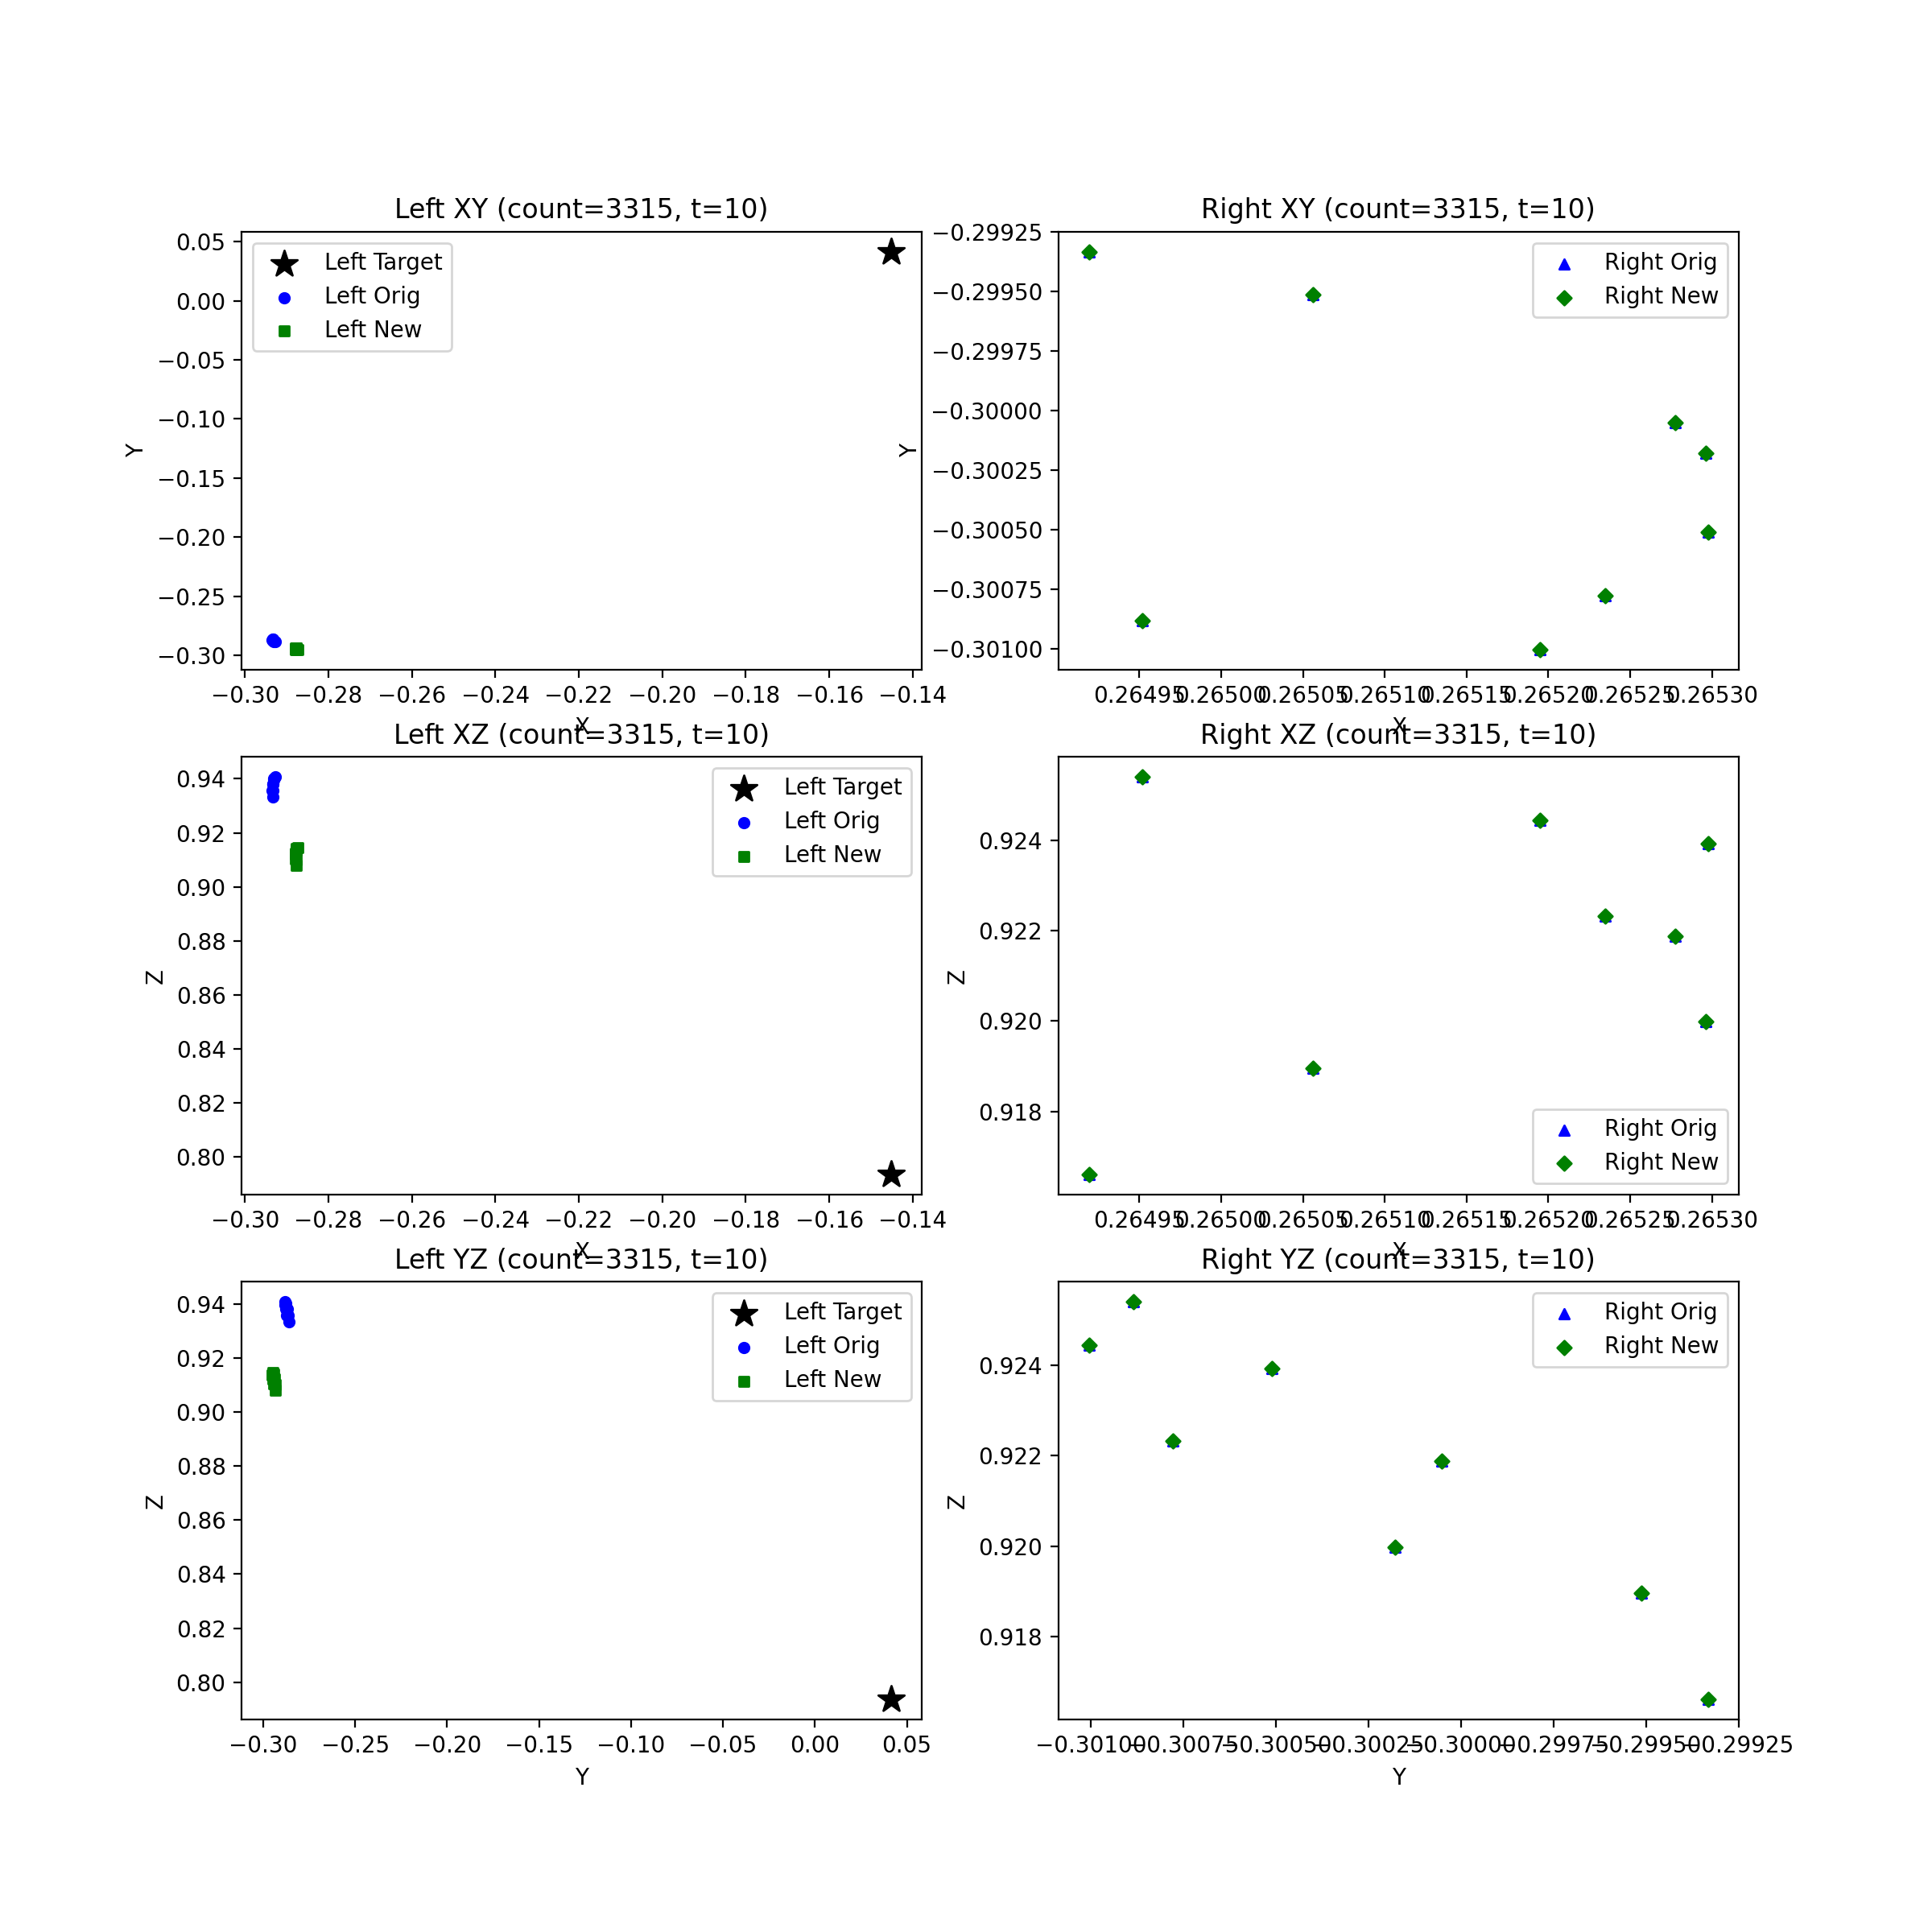 Left XY (count=3315, t=10)
0.05
0.00
−0.05
−0.10
−0.15
−0.20
−0.25
−0.30
Y
Left Target
Left Orig
Left New
−0.30 −0.28 −0.26 −0.24 −0.22 −0.20 −0.18 −0.16 −0.14
X
Right XY (count=3315, t=10)
−0.29925
−0.29950
−0.29975
−0.30000
−0.30025
−0.30050
−0.30075
−0.30100
Y
Right Orig
Right New
0.26495 0.26500 0.26505 0.26510 0.26515 0.26520 0.26525 0.26530
X
Left XZ (count=3315, t=10)
0.94
0.92
0.90
0.88
0.86
0.84
0.82
0.80
Z
Left Target
Left Orig
Left New
−0.30 −0.28 −0.26 −0.24 −0.22 −0.20 −0.18 −0.16 −0.14
X
Right XZ (count=3315, t=10)
0.924
0.922
0.920
0.918
Z
Right Orig
Right New
0.26495 0.26500 0.26505 0.26510 0.26515 0.26520 0.26525 0.26530
X
Left YZ (count=3315, t=10)
0.94
0.92
0.90
0.88
0.86
0.84
0.82
0.80
Z
Left Target
Left Orig
Left New
−0.30 −0.25 −0.20 −0.15 −0.10 −0.05 0.00 0.05
Y
Right YZ (count=3315, t=10)
0.924
0.922
0.920
0.918
Z
Right Orig
Right New
−0.30100 −0.30075 −0.30050 −0.30025 −0.30000 −0.29975 −0.29950 −0.29925
Y